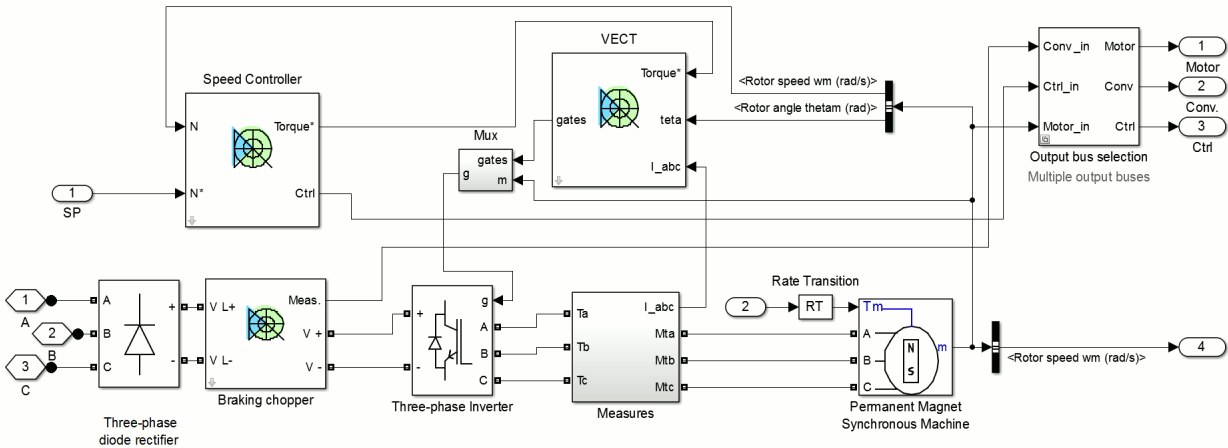 VECT
Speed Controller
N
Torque*
N*
Ctrl
1
SP
Mux
gates
g
m
Torque*
gates
teta
I_abc
<Rotor speed wm (rad/s)>
<Rotor angle thetam (rad)>
Conv_in
Motor
Ctrl_in
Conv
Motor_in
Ctrl
Output bus selection
Multiple output buses
1
Motor
2
Conv.
3
Ctrl
1
A
2
B
3
C
A
B
C
+
-
Three-phase
diode rectifier
V L+
Meas.
V +
V L-
V -
Braking chopper
g
+
A
B
-
C
Three-phase Inverter
Ta
I_abc
Tb
Mta
Mtb
Tc
Mtc
Measures
Rate Transition
2
RT
Tm
A
B
C
N
S
m
Permanent Magnet
Synchronous Machine
<Rotor speed wm (rad/s)>
4